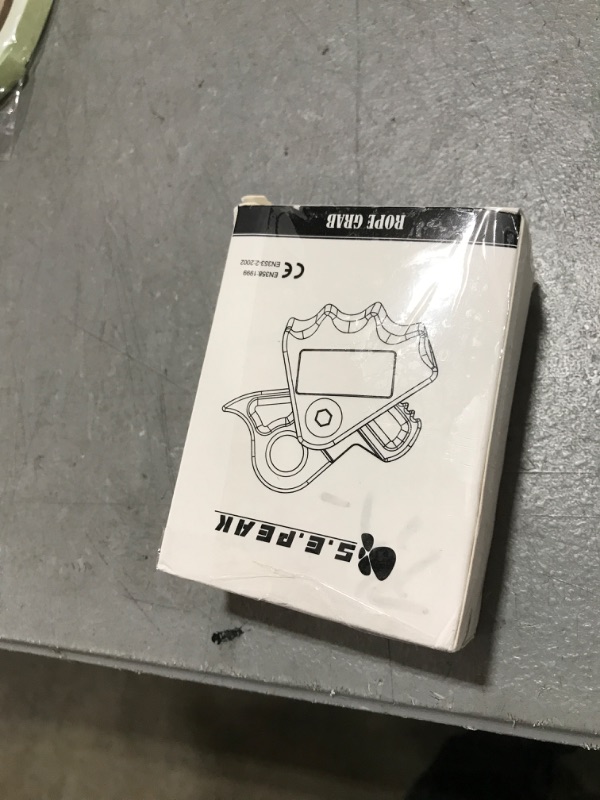 S.E.PEAK
EN358:1999
EN353-2:2002
CE
ROPE GRAB